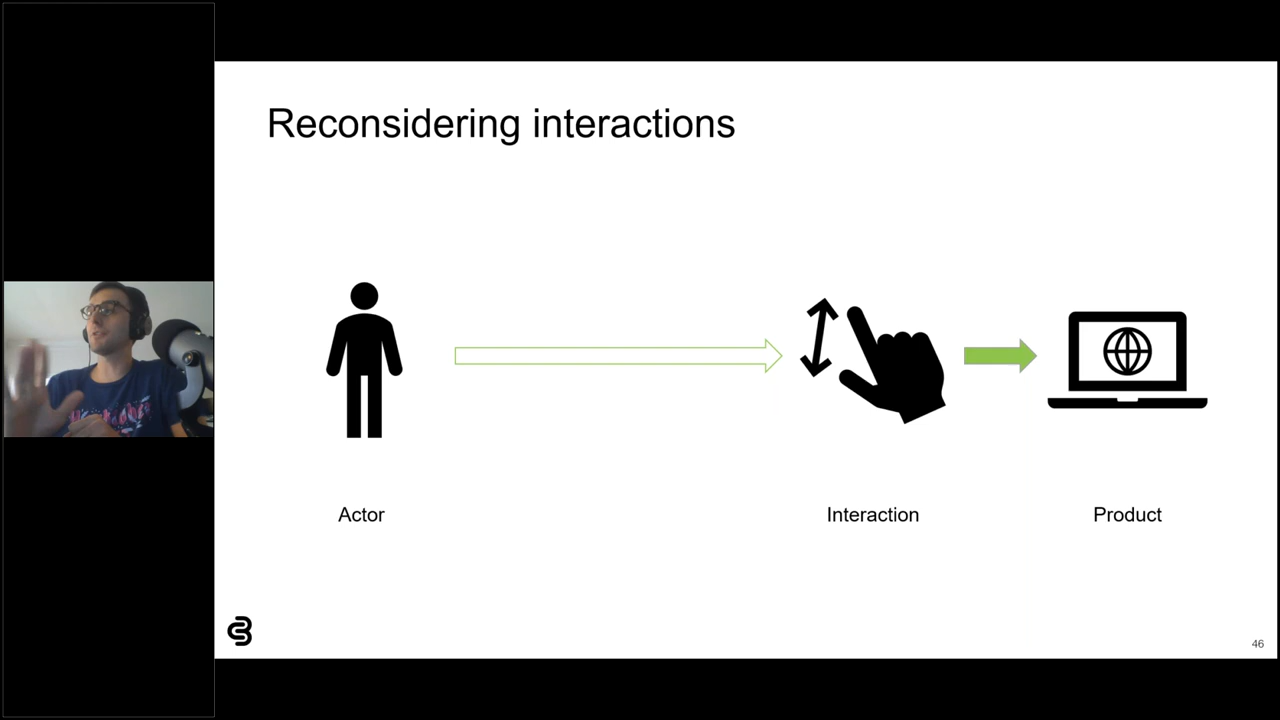 Reconsidering interactions
Actor
Interaction
Product
46